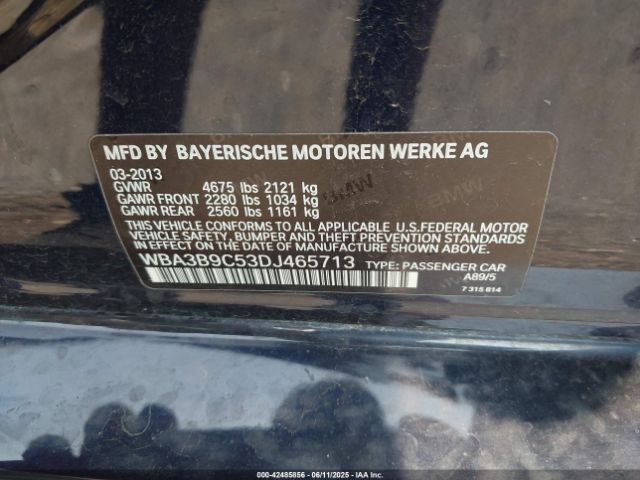 MFD BY BAYERISCHE MOTOREN WERKE AG
03-2013
GVWR 4675 lbs 2121 kg
GAWR FRONT 2280 lbs 1034 kg
GAWR REAR 2560 lbs 1161 kg
THIS VEHICLE CONFORMS TO ALL APPLICABLE U.S.FEDERAL MOTOR
VEHICLE SAFETY, BUMPER, AND THEFT PREVENTION STANDARDS
IN EFFECT ON THE DATE OF MANUFACTURE SHOWN ABOVE.
WBA3B9C53DJ465713 TYPE: PASSENGER CAR
A89/5
7 315 814
000-42485856 - 06/11/2025 - IAA Inc.